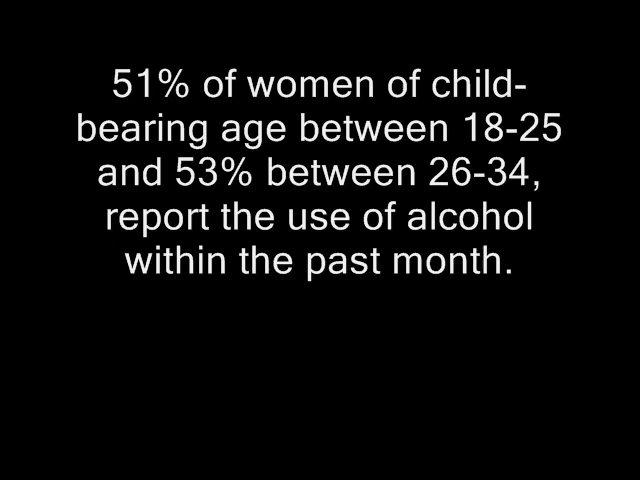 51% of women of child-
bearing age between 18-25
and 53% between 26-34,
report the use of alcohol
within the past month.